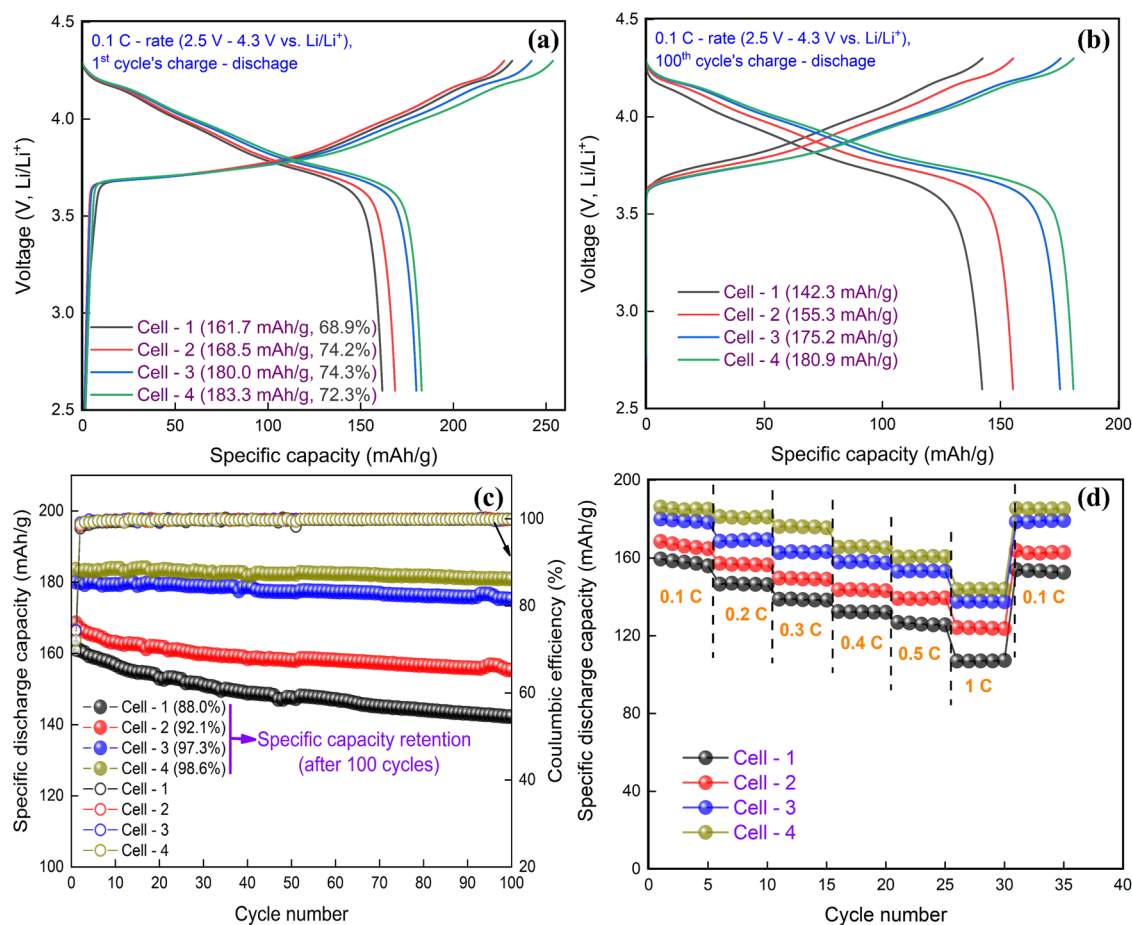 (a)
0.1 C - rate (2.5 V - 4.3 V vs. Li/Li⁺),
1ˢᵗ cycle's charge - dischage
4.5
4.0
3.5
3.0
2.5
Voltage (V, Li/Li⁺)
Cell - 1 (161.7 mAh/g, 68.9%)
Cell - 2 (168.5 mAh/g, 74.2%)
Cell - 3 (180.0 mAh/g, 74.3%)
Cell - 4 (183.3 mAh/g, 72.3%)
0 50 100 150 200 250
Specific capacity (mAh/g)
(b)
0.1 C - rate (2.5 V - 4.3 V vs. Li/Li⁺),
100ᵗʰ cycle's charge - dischage
4.5
4.0
3.5
3.0
2.5
Voltage (V, Li/Li⁺)
Cell - 1 (142.3 mAh/g)
Cell - 2 (155.3 mAh/g)
Cell - 3 (175.2 mAh/g)
Cell - 4 (180.9 mAh/g)
0 50 100 150 200
Specific capacity (mAh/g)
(c)
200
180
160
140
120
100
Specific discharge capacity (mAh/g)
Cell - 1 (88.0%)
Cell - 2 (92.1%)
Cell - 3 (97.3%)
Cell - 4 (98.6%)
Cell - 1
Cell - 2
Cell - 3
Cell - 4
Specific capacity retention
(after 100 cycles)
100
80
60
40
20
Coulumbic efficiency (%)
0 10 20 30 40 50 60 70 80 90 100
Cycle number
(d)
200
160
120
80
40
0
Specific discharge capacity (mAh/g)
0.1 C
0.2 C
0.3 C
0.4 C
0.5 C
1 C
0.1 C
Cell - 1
Cell - 2
Cell - 3
Cell - 4
0 5 10 15 20 25 30 35 40
Cycle number